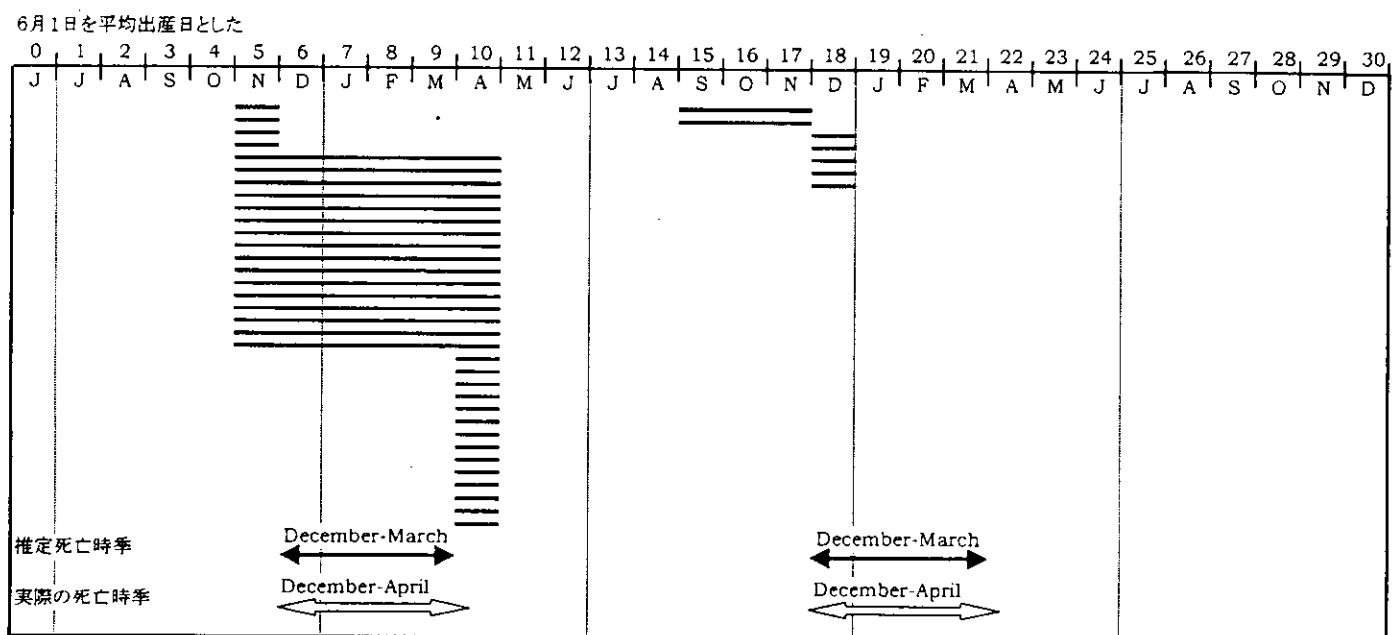 6月1日を平均出産日とした
0 1 2 3 4 5 6 7 8 9 10 11 12 13 14 15 16 17 18 19 20 21 22 23 24 25 26 27 28 29 30
J J A S O N D J F M A M J J A S O N D J F M A M J J A S O N D
推定死亡時季 December-March December-March
実際の死亡時季 December-April December-April